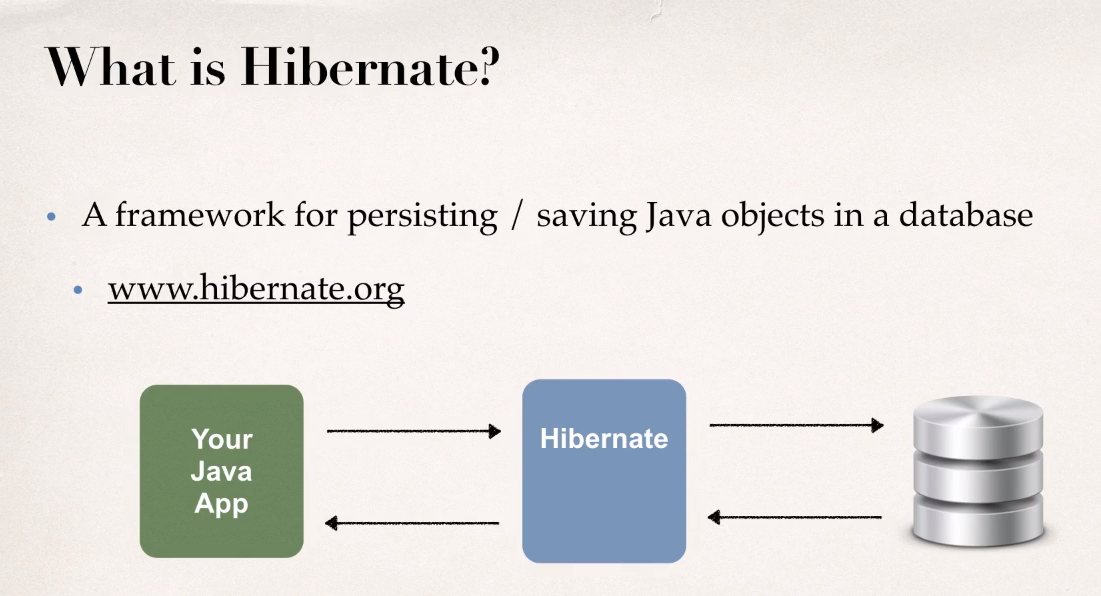 What is Hibernate?
• A framework for persisting / saving Java objects in a database
• www.hibernate.org
Your
Java
App
Hibernate